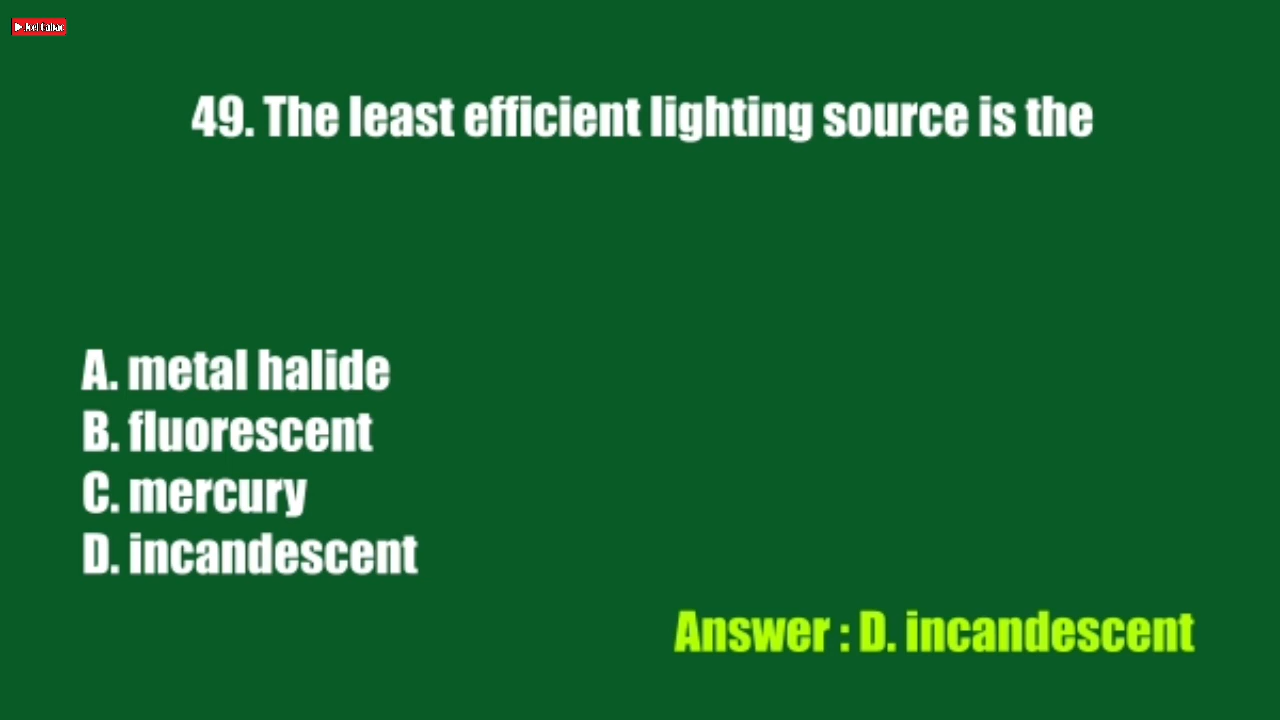 49. The least efficient lighting source is the
A. metal halide
B. fluorescent
C. mercury
D. incandescent
Answer : D. incandescent